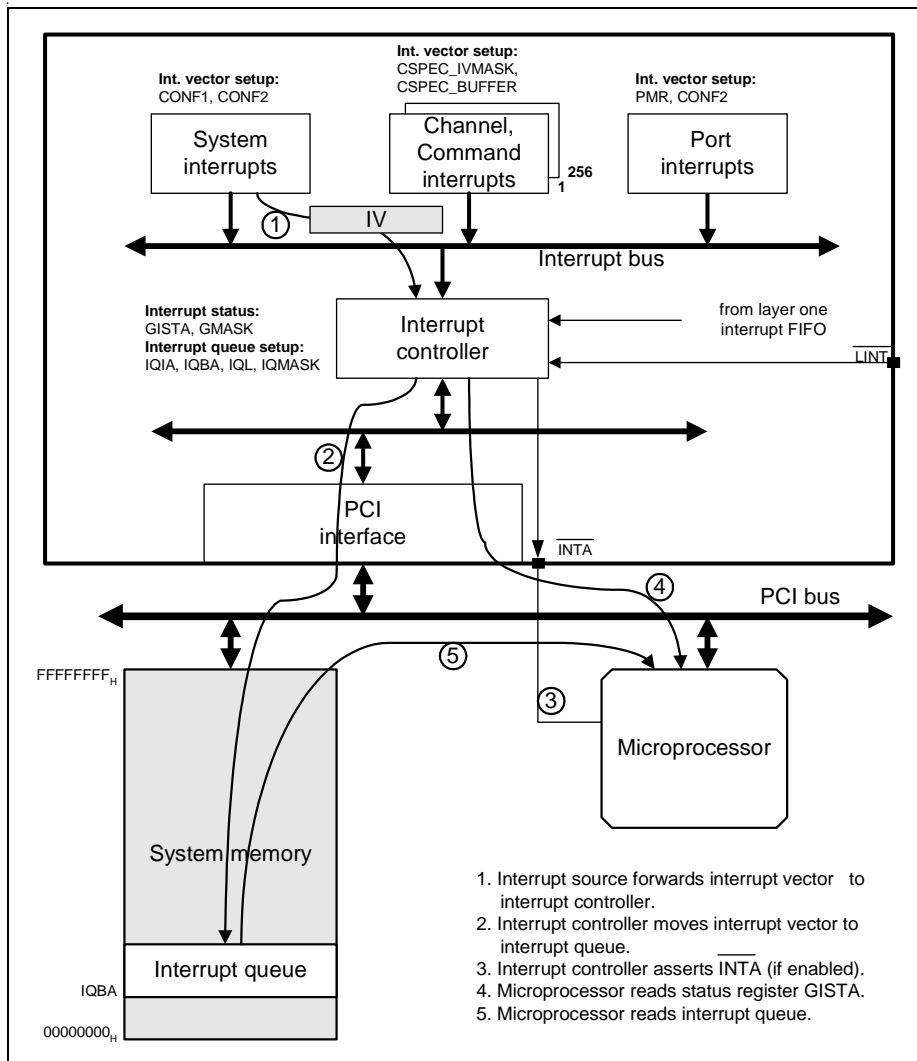 Int. vector setup:
CONF1, CONF2
Int. vector setup:
CSPEC_IVMASK,
CSPEC_BUFFER
Int. vector setup:
PMR, CONF2
System
interrupts
Channel,
Command
interrupts
256
1
Port
interrupts
1
IV
Interrupt bus
Interrupt status:
GISTA, GMASK
Interrupt queue setup:
IQIA, IQBA, IQL, IQMASK
Interrupt
controller
from layer one
interrupt FIFO
LINT
2
PCI
interface
INTA
4
PCI bus
5
FFFFFFFFH
3
Microprocessor
System memory
Interrupt queue
IQBA
00000000H
1. Interrupt source forwards interrupt vector to
interrupt controller.
2. Interrupt controller moves interrupt vector to
interrupt queue.
3. Interrupt controller asserts INTA (if enabled).
4. Microprocessor reads status register GISTA.
5. Microprocessor reads interrupt queue.